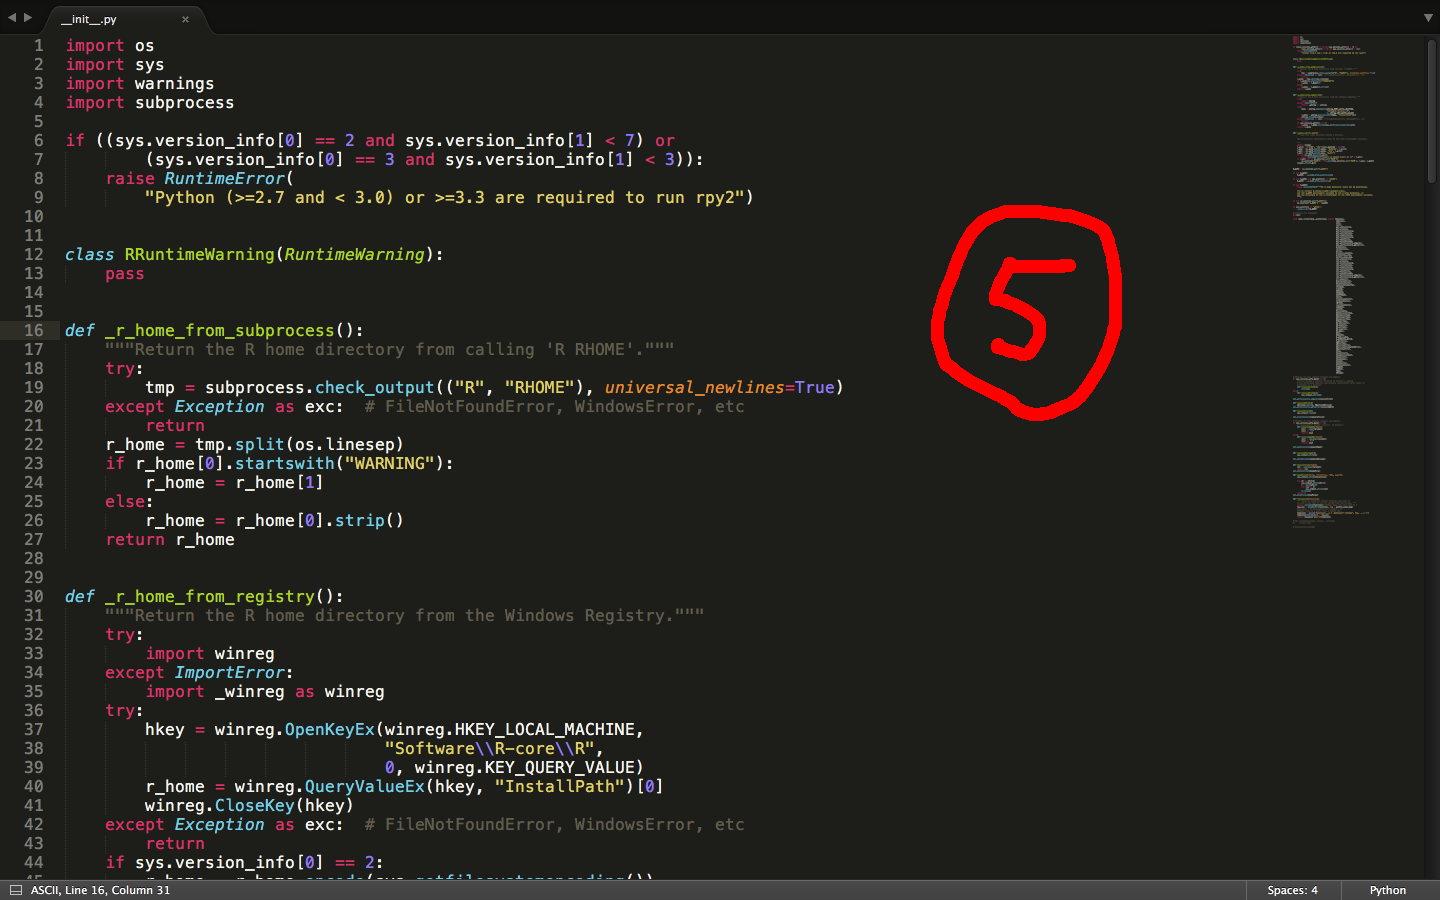 __init__.py
1 import os
2 import sys
3 import warnings
4 import subprocess
5
6 if ((sys.version_info[0] == 2 and sys.version_info[1] < 7) or
7         (sys.version_info[0] == 3 and sys.version_info[1] < 3)):
8     raise RuntimeError(
9         "Python (>=2.7 and < 3.0) or >=3.3 are required to run rpy2")
10
11
12 class RRuntimeWarning(RuntimeWarning):
13     pass
14
15
16 def _r_home_from_subprocess():
17     """Return the R home directory from calling 'R RHOME'."""
18     try:
19         tmp = subprocess.check_output(("R", "RHOME"), universal_newlines=True)
20     except Exception as exc:  # FileNotFoundError, WindowsError, etc
21         return
22     r_home = tmp.split(os.linesep)
23     if r_home[0].startswith("WARNING"):
24         r_home = r_home[1]
25     else:
26         r_home = r_home[0].strip()
27     return r_home
28
29
30 def _r_home_from_registry():
31     """Return the R home directory from the Windows Registry."""
32     try:
33         import winreg
34     except ImportError:
35         import _winreg as winreg
36     try:
37         hkey = winreg.OpenKeyEx(winreg.HKEY_LOCAL_MACHINE,
38                                 "Software\\R-core\\R",
39                                 0, winreg.KEY_QUERY_VALUE)
40         r_home = winreg.QueryValueEx(hkey, "InstallPath")[0]
41         winreg.CloseKey(hkey)
42     except Exception as exc:  # FileNotFoundError, WindowsError, etc
43         return
44     if sys.version_info[0] == 2:
5
ASCII, Line 16, Column 31
Spaces: 4
Python